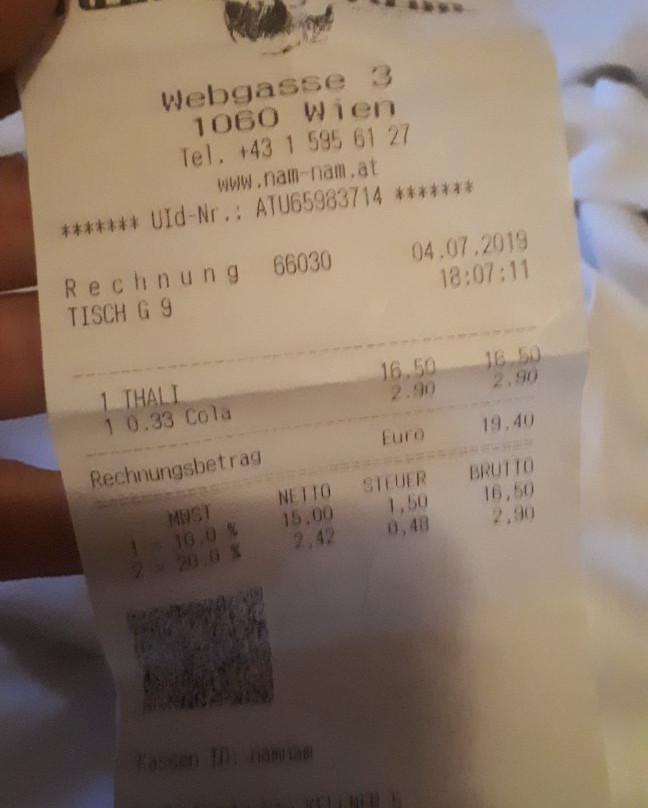 Webgasse 3
1060 Wien
Tel. +43 1 595 61 27
www.nam-nam.at
******* UId-Nr.: ATU65983714 *******
Rechnung 66030 04.07.2019
TISCH G 9 18:07:11
1 THALI 16.50 16.50
1 0.33 Cola 2.90 2.90
Rechnungsbetrag Euro 19.40
MWST NETTO STEUER BRUTTO
1 = 10.0 % 15.00 1,50 16.50
2 = 20.0 % 2,42 0,48 2.90
Kassen ID: namnam
KELLNER 5